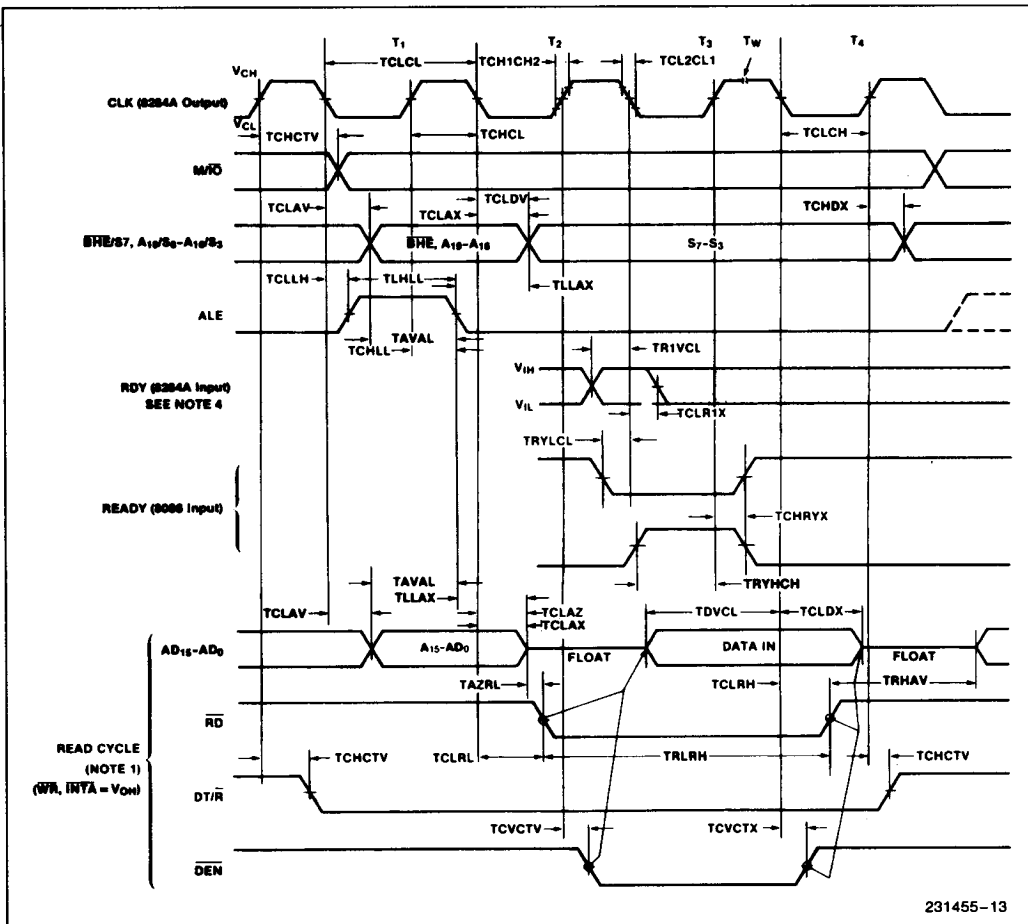 T1 T2 T3 TW T4
TCLCL TCH1CH2 TCL2CL1
VCH
CLK (8284A Output)
VCL
TCHCTV TCHCL TCLCH
M/IO
TCLDV
TCLAV TCLAX TCHDX
BHE/S7, A19/S6–A16/S3 BHE, A19–A16 S7–S3
TCLLH TLHLL TLLAX
ALE
TAVAL
TCHLL TR1VCL
RDY (8284A Input) VIH
SEE NOTE 4 VIL
TCLR1X
TRYLCL
READY (8086 Input) TCHRYX
TRYHCH
TAVAL
TLLAX
TCLAV TCLAZ TDVCL TCLDX
TCLAX
AD15–AD0 A15–AD0 FLOAT DATA IN FLOAT
TAZRL TCLRH TRHAV
RD
READ CYCLE
(NOTE 1)
(WR, INTA = VOH)
TCHCTV TCLRL TRLRH TCHCTV
DT/R
TCVCTV TCVCTX
DEN
231455–13